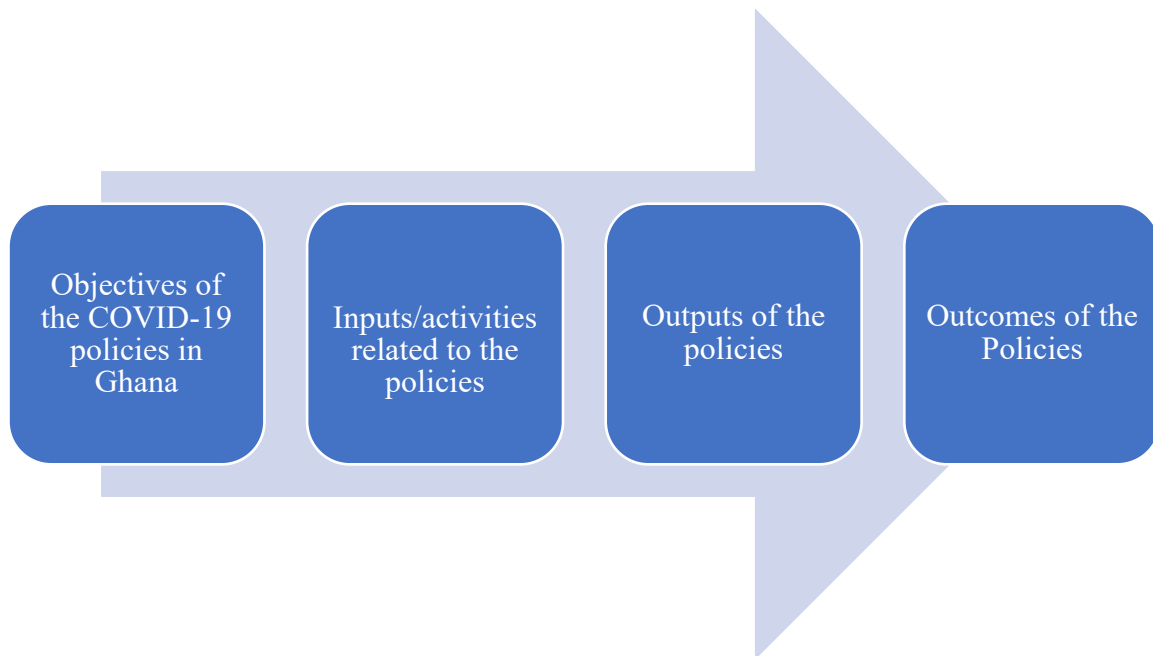 Objectives of
the COVID-19
policies in
Ghana
Inputs/activities
related to the
policies
Outputs of the
policies
Outcomes of the
Policies